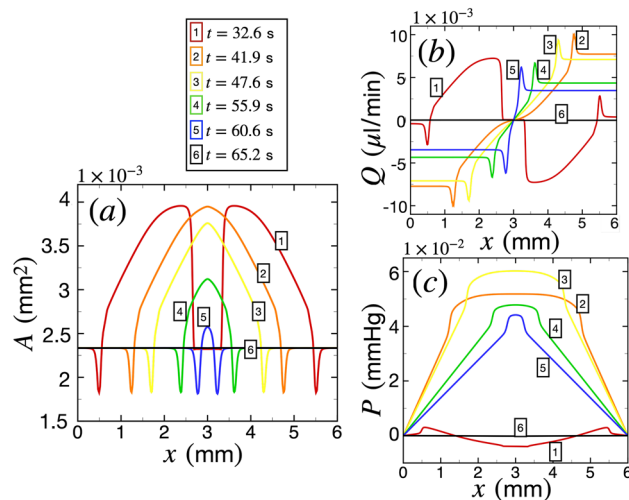 1 t = 32.6 s
2 t = 41.9 s
3 t = 47.6 s
4 t = 55.9 s
5 t = 60.6 s
6 t = 65.2 s
1 × 10⁻³
(a)
4
3.5
3
2.5
2
1.5
A (mm²)
1
2
3
4
5
6
0 1 2 3 4 5 6
x (mm)
1 × 10⁻³
(b)
10
5
0
-5
-10
Q (μl/min)
1
2
3
4
5
6
0 1 2 3 4 5 6
x (mm)
1 × 10⁻²
(c)
6
4
2
0
P (mmHg)
1
2
3
4
5
6
0 1 2 3 4 5 6
x (mm)